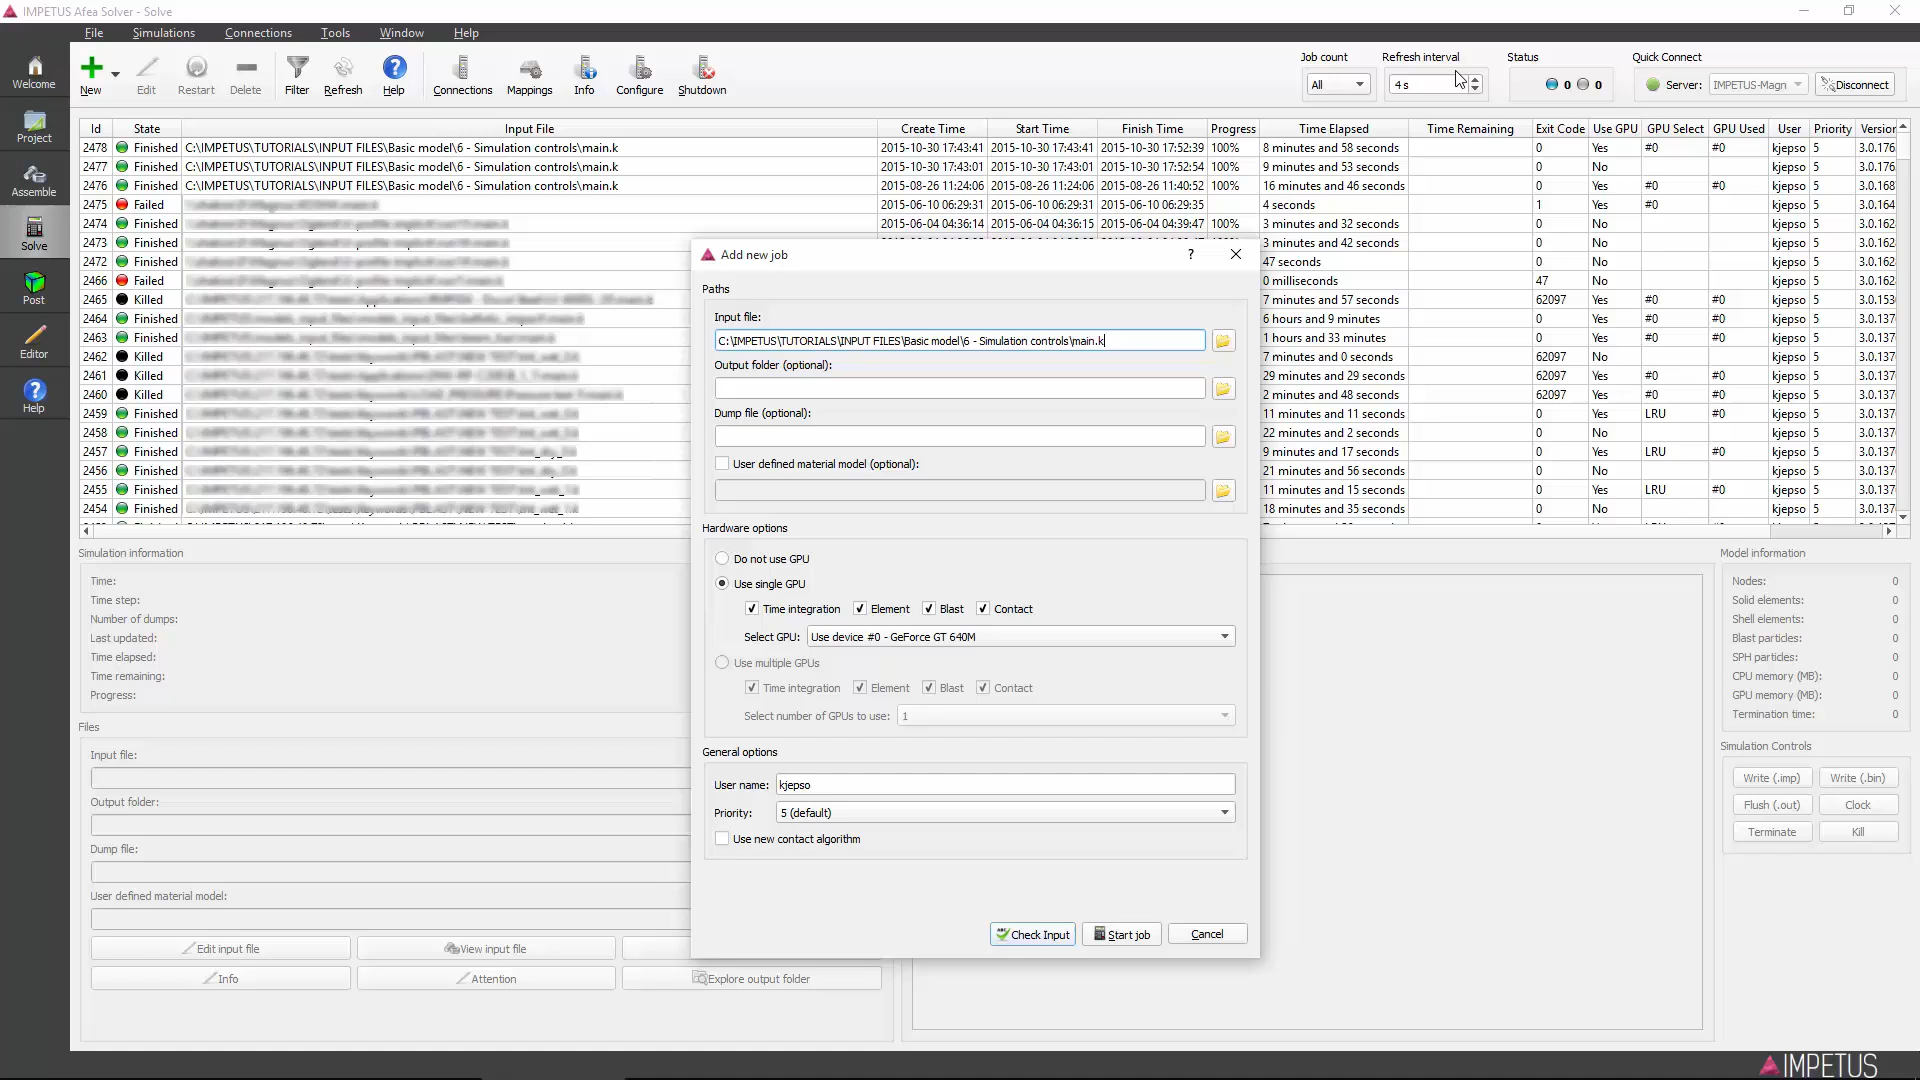 IMPETUS Afea Solver - Solve
File Simulations Connections Tools Window Help
Welcome
Project
Assemble
Solve
Post
Editor
Help
New Edit Restart Delete Filter Refresh Help Connections Mappings Info Configure Shutdown
Job count Refresh interval Status Quick Connect
All 4 s 0 0 Server: IMPETUS-Magn Disconnect
Id State Input File Create Time Start Time Finish Time Progress Time Elapsed Time Remaining Exit Code Use GPU GPU Select GPU Used User Priority Version
2478 Finished C:\IMPETUS\TUTORIALS\INPUT FILES\Basic model\6 - Simulation controls\main.k 2015-10-30 17:43:41 2015-10-30 17:43:41 2015-10-30 17:52:39 100% 8 minutes and 58 seconds 0 Yes #0 #0 kjepso 5 3.0.176
2477 Finished C:\IMPETUS\TUTORIALS\INPUT FILES\Basic model\6 - Simulation controls\main.k 2015-10-30 17:43:01 2015-10-30 17:43:01 2015-10-30 17:52:54 100% 9 minutes and 53 seconds 0 No kjepso 5 3.0.176
2476 Finished C:\IMPETUS\TUTORIALS\INPUT FILES\Basic model\6 - Simulation controls\main.k 2015-08-26 11:24:06 2015-08-26 11:24:06 2015-08-26 11:40:52 100% 16 minutes and 46 seconds 0 Yes #0 #0 kjepso 5 3.0.168
2475 Failed 2015-06-10 06:29:31 2015-06-10 06:29:31 2015-06-10 06:29:35 4 seconds 1 Yes #0 kjepso 5 3.0.164
2474 Finished 2015-06-04 04:36:14 2015-06-04 04:36:15 2015-06-04 04:39:47 100% 3 minutes and 32 seconds 0 No kjepso 5 3.0.162
2473 Finished 3 minutes and 42 seconds 0 No kjepso 5 3.0.162
2472 Finished 47 seconds 0 No kjepso 5 3.0.162
2466 Failed 0 milliseconds 47 No kjepso 5 3.0.162
2465 Killed 7 minutes and 57 seconds 62097 Yes #0 #0 kjepso 5 3.0.153
2464 Finished 6 hours and 9 minutes 0 Yes #0 #0 kjepso 5 3.0.137
2463 Finished 1 hours and 33 minutes 0 Yes #0 #0 kjepso 5 3.0.137
2462 Killed 7 minutes and 0 seconds 62097 No kjepso 5 3.0.137
2461 Killed 29 minutes and 29 seconds 62097 Yes #0 #0 kjepso 5 3.0.137
2460 Killed 2 minutes and 48 seconds 62097 Yes #0 #0 kjepso 5 3.0.137
2459 Finished 11 minutes and 11 seconds 0 Yes LRU #0 kjepso 5 3.0.137
2458 Finished 22 minutes and 2 seconds 0 No kjepso 5 3.0.137
2457 Finished 9 minutes and 17 seconds 0 Yes LRU #0 kjepso 5 3.0.137
2456 Finished 21 minutes and 56 seconds 0 No kjepso 5 3.0.137
2455 Finished 11 minutes and 15 seconds 0 Yes LRU #0 kjepso 5 3.0.137
2454 Finished 18 minutes and 35 seconds 0 No kjepso 5 3.0.137
Add new job ?
Paths
Input file:
C:\IMPETUS\TUTORIALS\INPUT FILES\Basic model\6 - Simulation controls\main.k
Output folder (optional):
Dump file (optional):
User defined material model (optional):
Hardware options
Do not use GPU
Use single GPU
Time integration Element Blast Contact
Select GPU: Use device #0 - GeForce GT 640M
Use multiple GPUs
Time integration Element Blast Contact
Select number of GPUs to use: 1
General options
User name: kjepso
Priority: 5 (default)
Use new contact algorithm
Check Input Start job Cancel
Simulation information
Time:
Time step:
Number of dumps:
Last updated:
Time elapsed:
Time remaining:
Progress:
Files
Input file:
Output folder:
Dump file:
User defined material model:
Edit input file View input file
Info Attention Explore output folder
Model information
Nodes: 0
Solid elements: 0
Shell elements: 0
Blast particles: 0
SPH particles: 0
CPU memory (MB): 0
GPU memory (MB): 0
Termination time: 0
Simulation Controls
Write (.imp) Write (.bin)
Flush (.out) Clock
Terminate Kill
IMPETUS